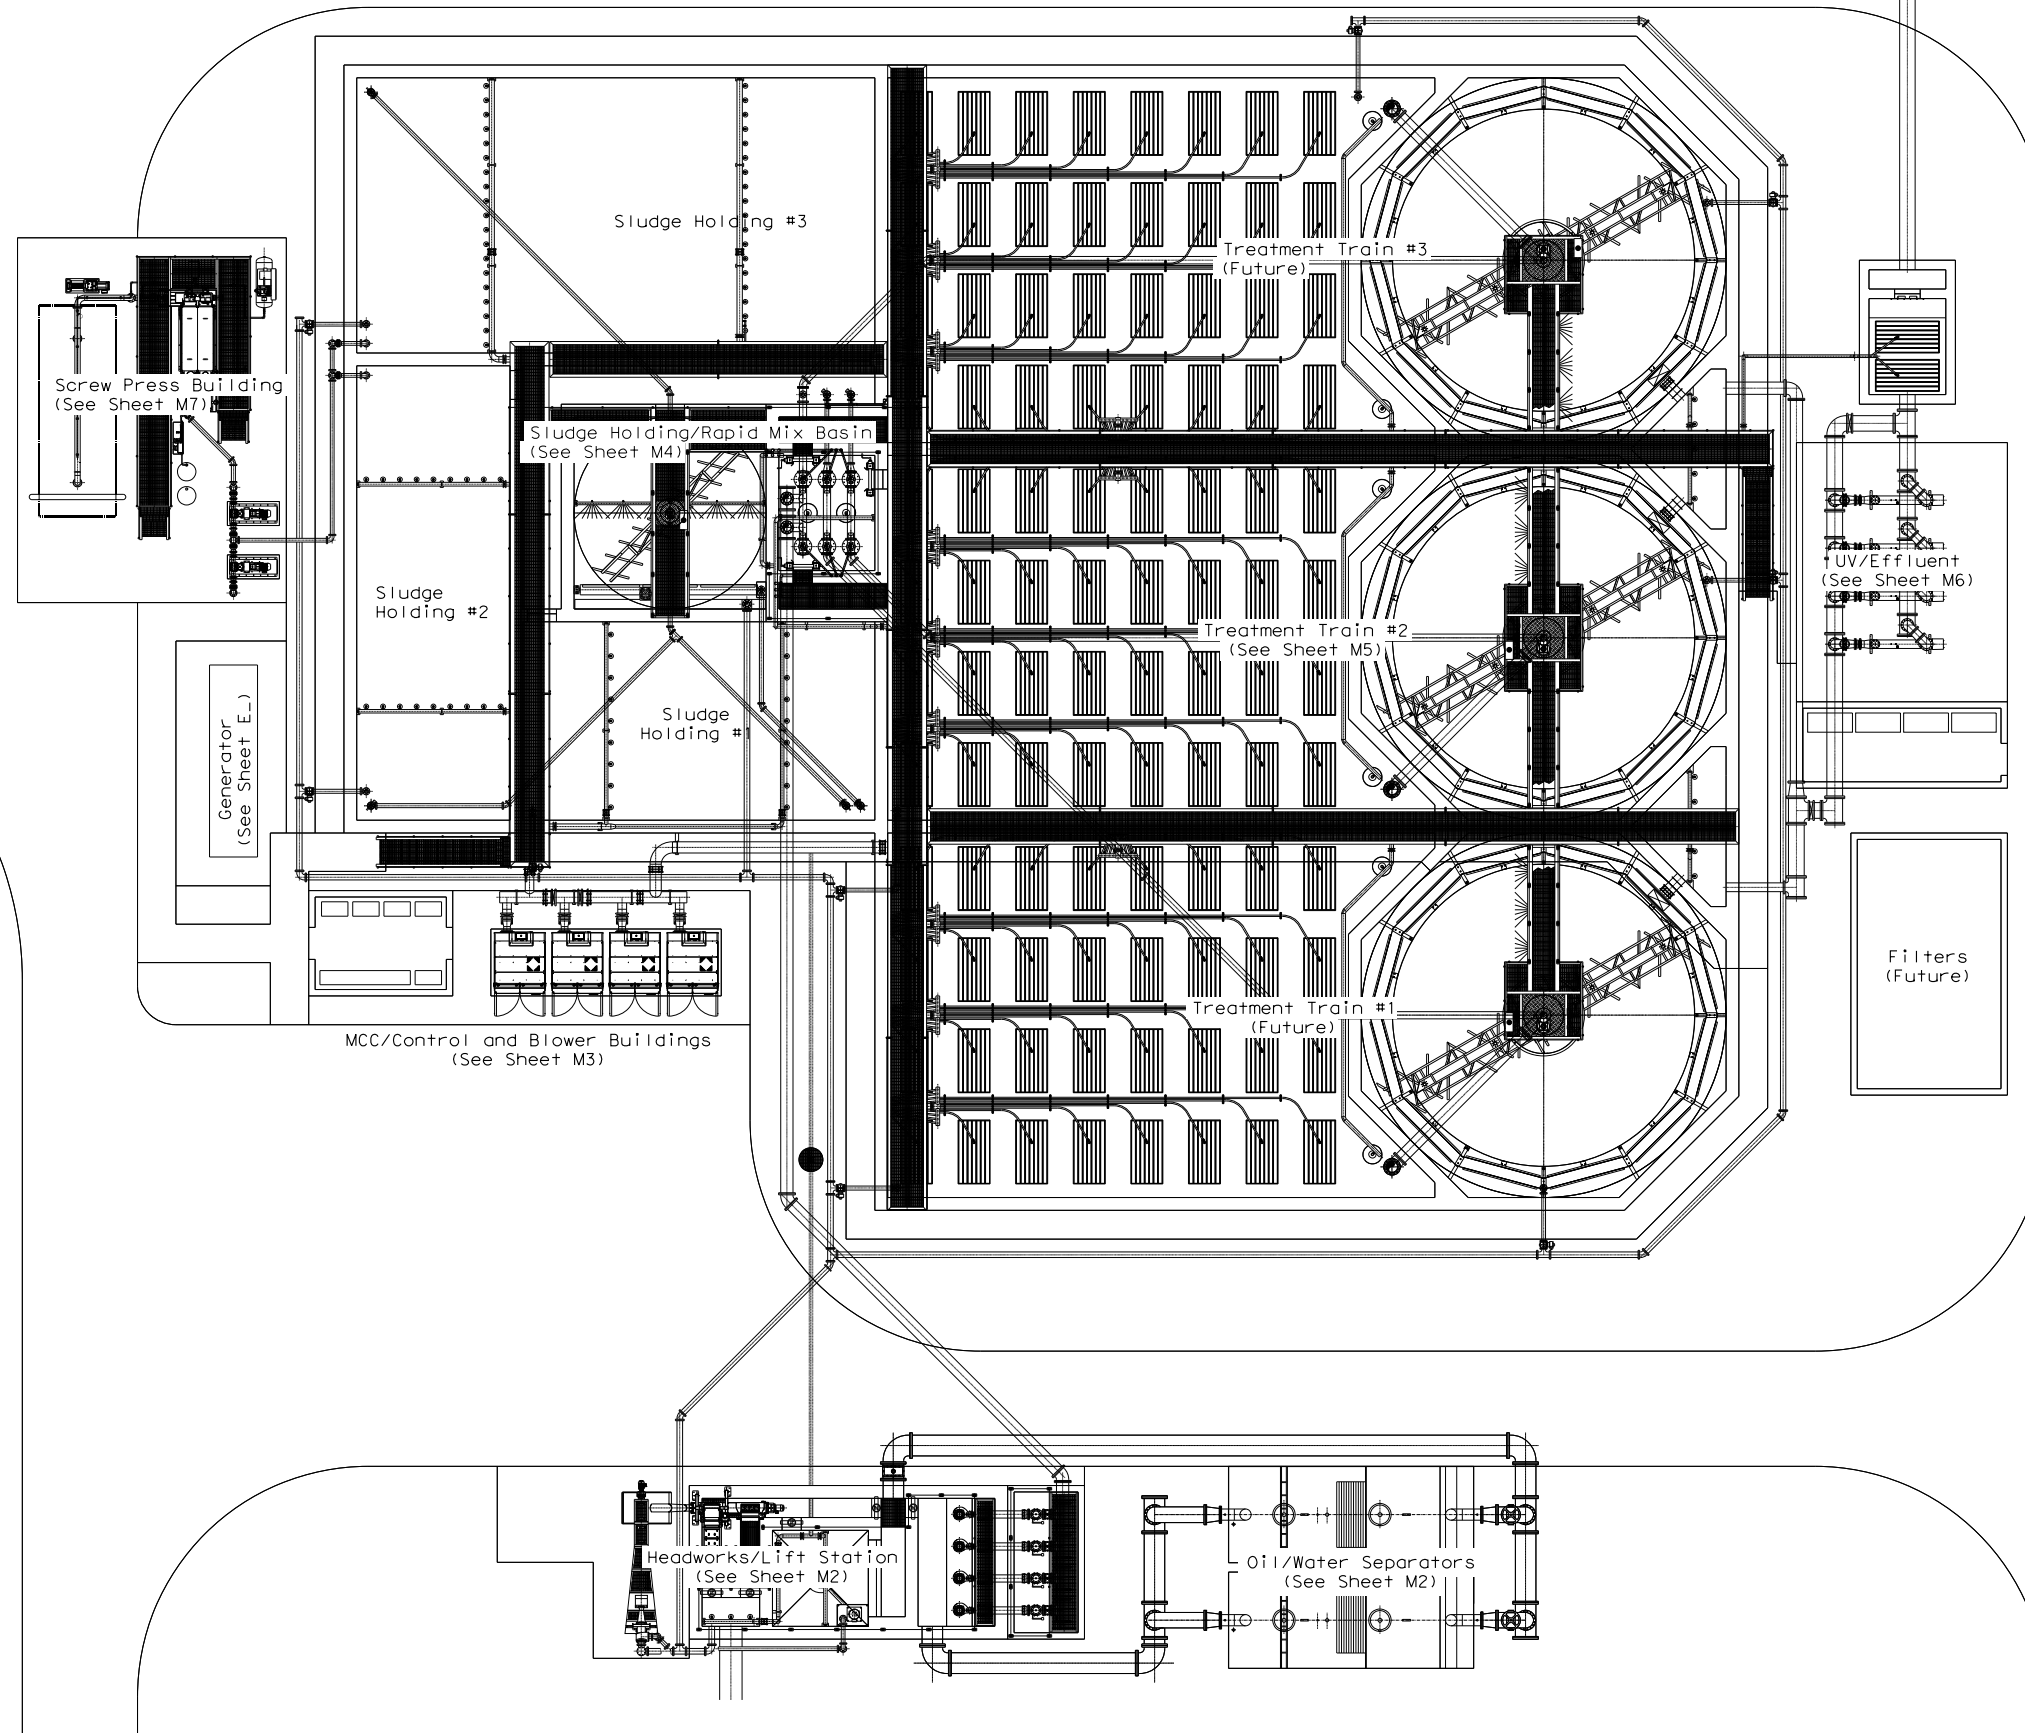 Sludge Holding #3
Treatment Train #3
(Future)
Screw Press Building
(See Sheet M7)
Sludge Holding/Rapid Mix Basin
(See Sheet M4)
UV/Effluent
(See Sheet M6)
Sludge
Holding #2
Treatment Train #2
(See Sheet M5)
Sludge
Holding #1
Generator
(See Sheet E_)
Filters
(Future)
Treatment Train #1
(Future)
MCC/Control and Blower Buildings
(See Sheet M3)
Headworks/Lift Station
(See Sheet M2)
Oil/Water Separators
(See Sheet M2)